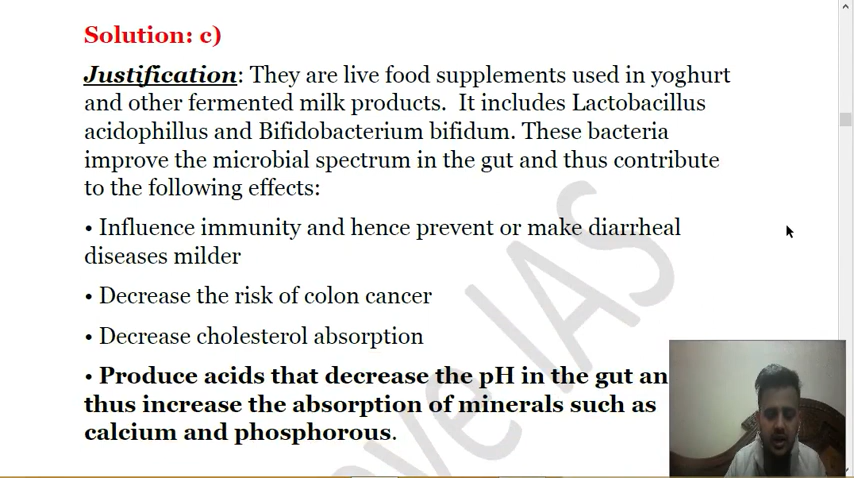 Solution: c)
Justification: They are live food supplements used in yoghurt
and other fermented milk products. It includes Lactobacillus
acidophillus and Bifidobacterium bifidum. These bacteria
improve the microbial spectrum in the gut and thus contribute
to the following effects:
• Influence immunity and hence prevent or make diarrheal
diseases milder
• Decrease the risk of colon cancer
• Decrease cholesterol absorption
• Produce acids that decrease the pH in the gut an
thus increase the absorption of minerals such as
calcium and phosphorous.
eve IAS